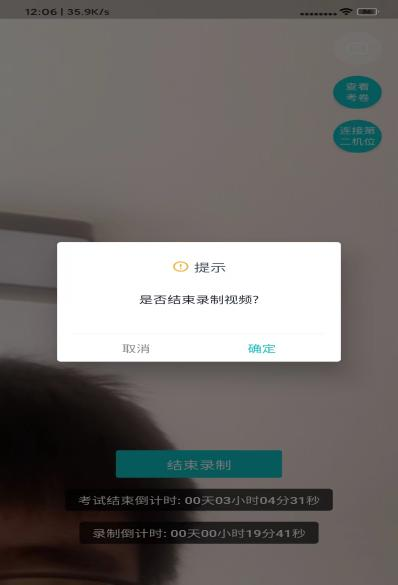 12:06 | 35.9K/s
查看
考卷
连接第
二机位
提示
是否结束录制视频?
取消
确定
结束录制
考试结束倒计时: 00天03小时04分31秒
录制倒计时: 00天00小时19分41秒